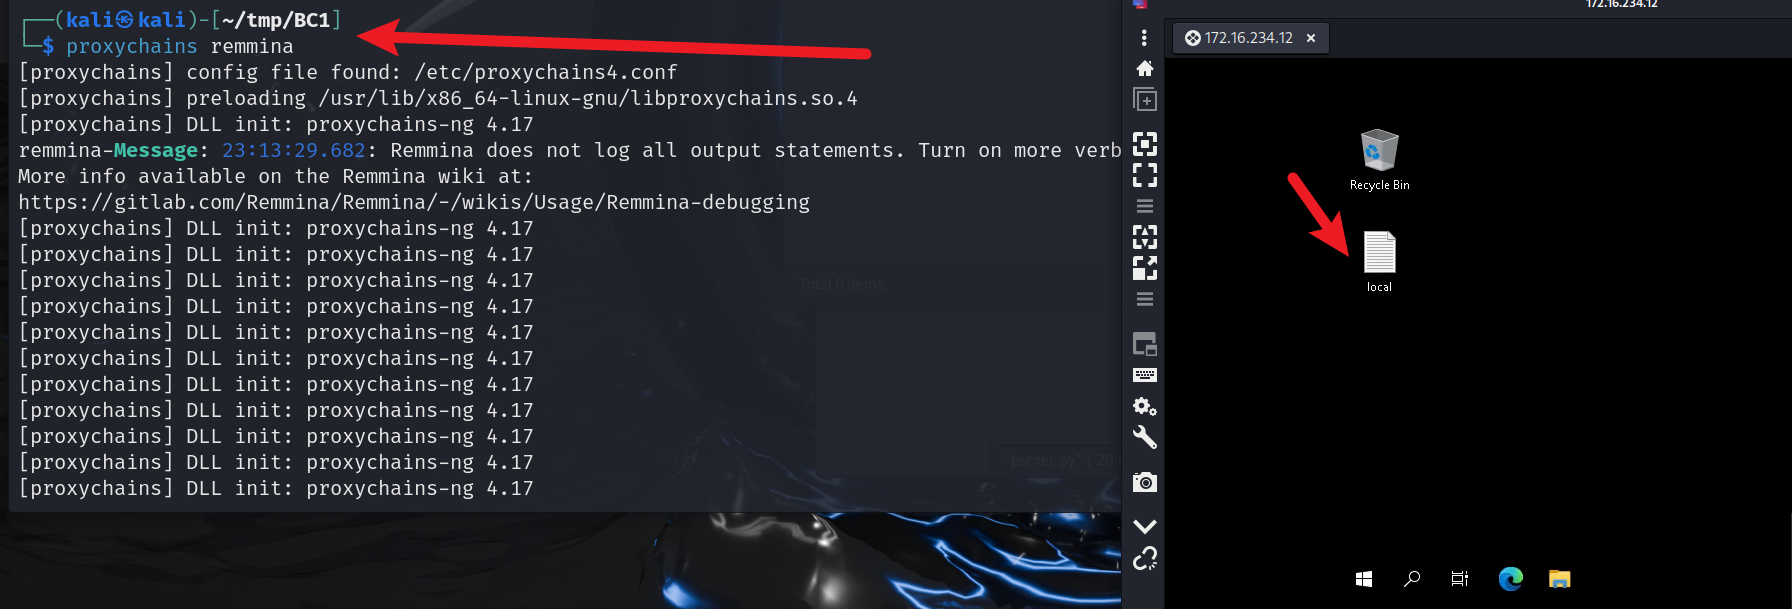 ┌──(kali㉿kali)-[~/tmp/BC1]
└─$ proxychains remmina
[proxychains] config file found: /etc/proxychains4.conf
[proxychains] preloading /usr/lib/x86_64-linux-gnu/libproxychains.so.4
[proxychains] DLL init: proxychains-ng 4.17
remmina-Message: 23:13:29.682: Remmina does not log all output statements. Turn on more verb
More info available on the Remmina wiki at:
https://gitlab.com/Remmina/Remmina/-/wikis/Usage/Remmina-debugging
[proxychains] DLL init: proxychains-ng 4.17
[proxychains] DLL init: proxychains-ng 4.17
[proxychains] DLL init: proxychains-ng 4.17
[proxychains] DLL init: proxychains-ng 4.17
[proxychains] DLL init: proxychains-ng 4.17
[proxychains] DLL init: proxychains-ng 4.17
[proxychains] DLL init: proxychains-ng 4.17
[proxychains] DLL init: proxychains-ng 4.17
[proxychains] DLL init: proxychains-ng 4.17
[proxychains] DLL init: proxychains-ng 4.17
[proxychains] DLL init: proxychains-ng 4.17
Total 0 items.
"psexec.py" | 29.
172.16.234.12
172.16.234.12
Recycle Bin
local